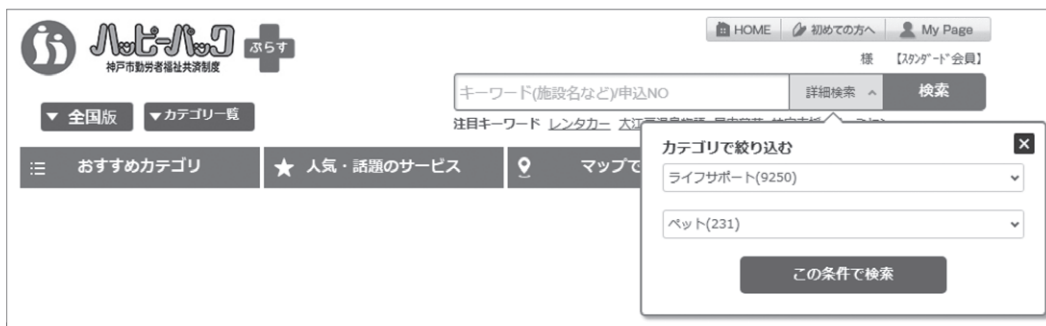 ハッピーパック
神戸市勤労者福祉共済制度
ぷらす
HOME
初めての方へ
My Page
様 【スタンダード会員】
キーワード(施設名など)/申込NO
詳細検索
検索
全国版
カテゴリ一覧
注目キーワード レンタカー
おすすめカテゴリ
人気・話題のサービス
マップで
カテゴリで絞り込む
ライフサポート(9250)
ペット(231)
この条件で検索